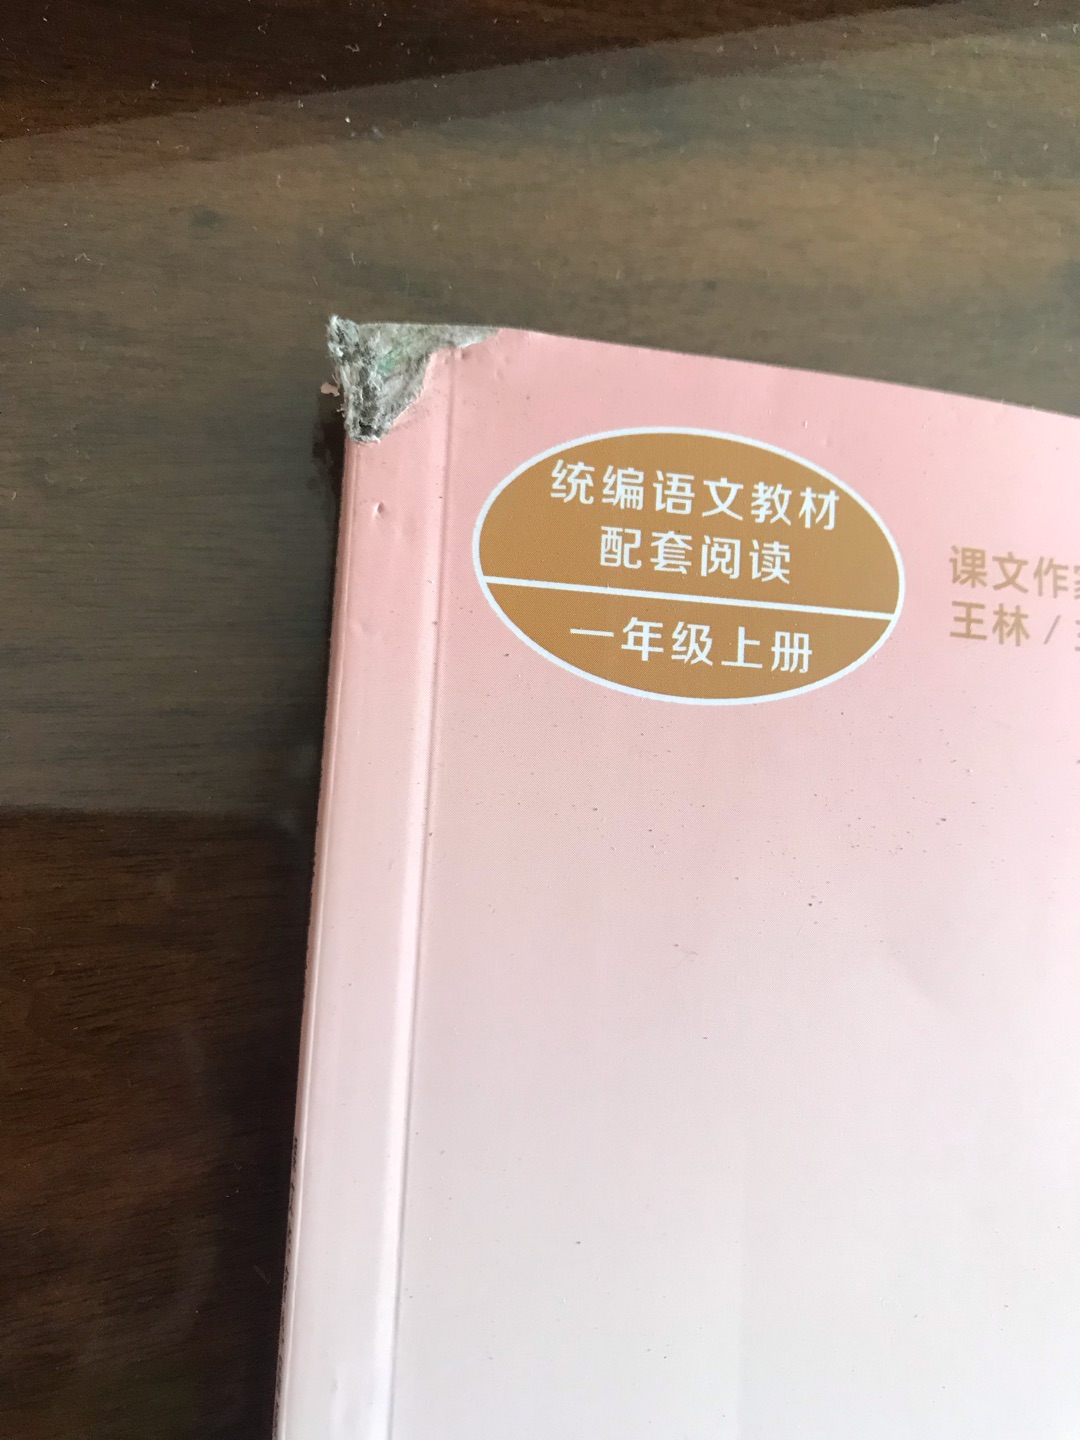 统编语文教材
配套阅读
一年级上册
课文作家
王林 /